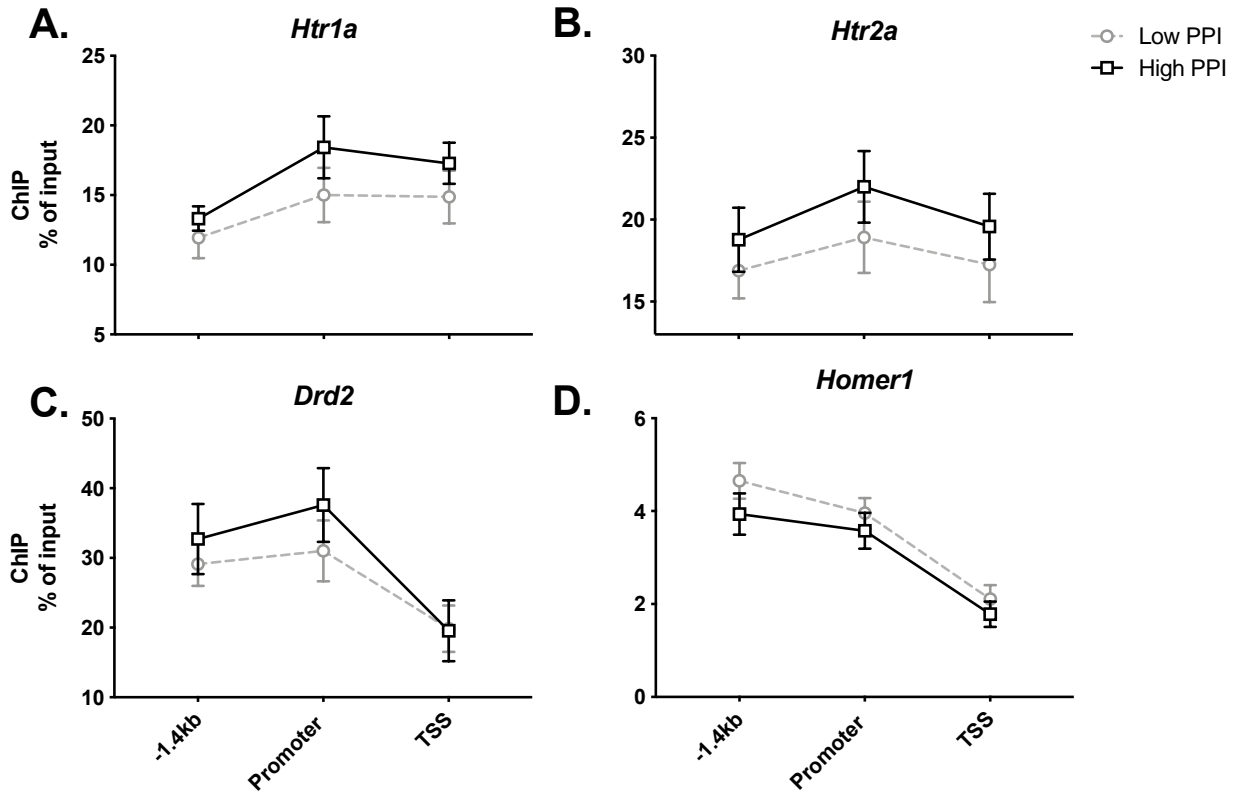 A.
Htr1a
ChIP
% of input
25
20
15
10
5
B.
Htr2a
30
25
20
15
Low PPI
High PPI
C.
Drd2
ChIP
% of input
50
40
30
20
10
-1.4kb
Promoter
TSS
D.
Homer1
6
4
2
0
-1.4kb
Promoter
TSS